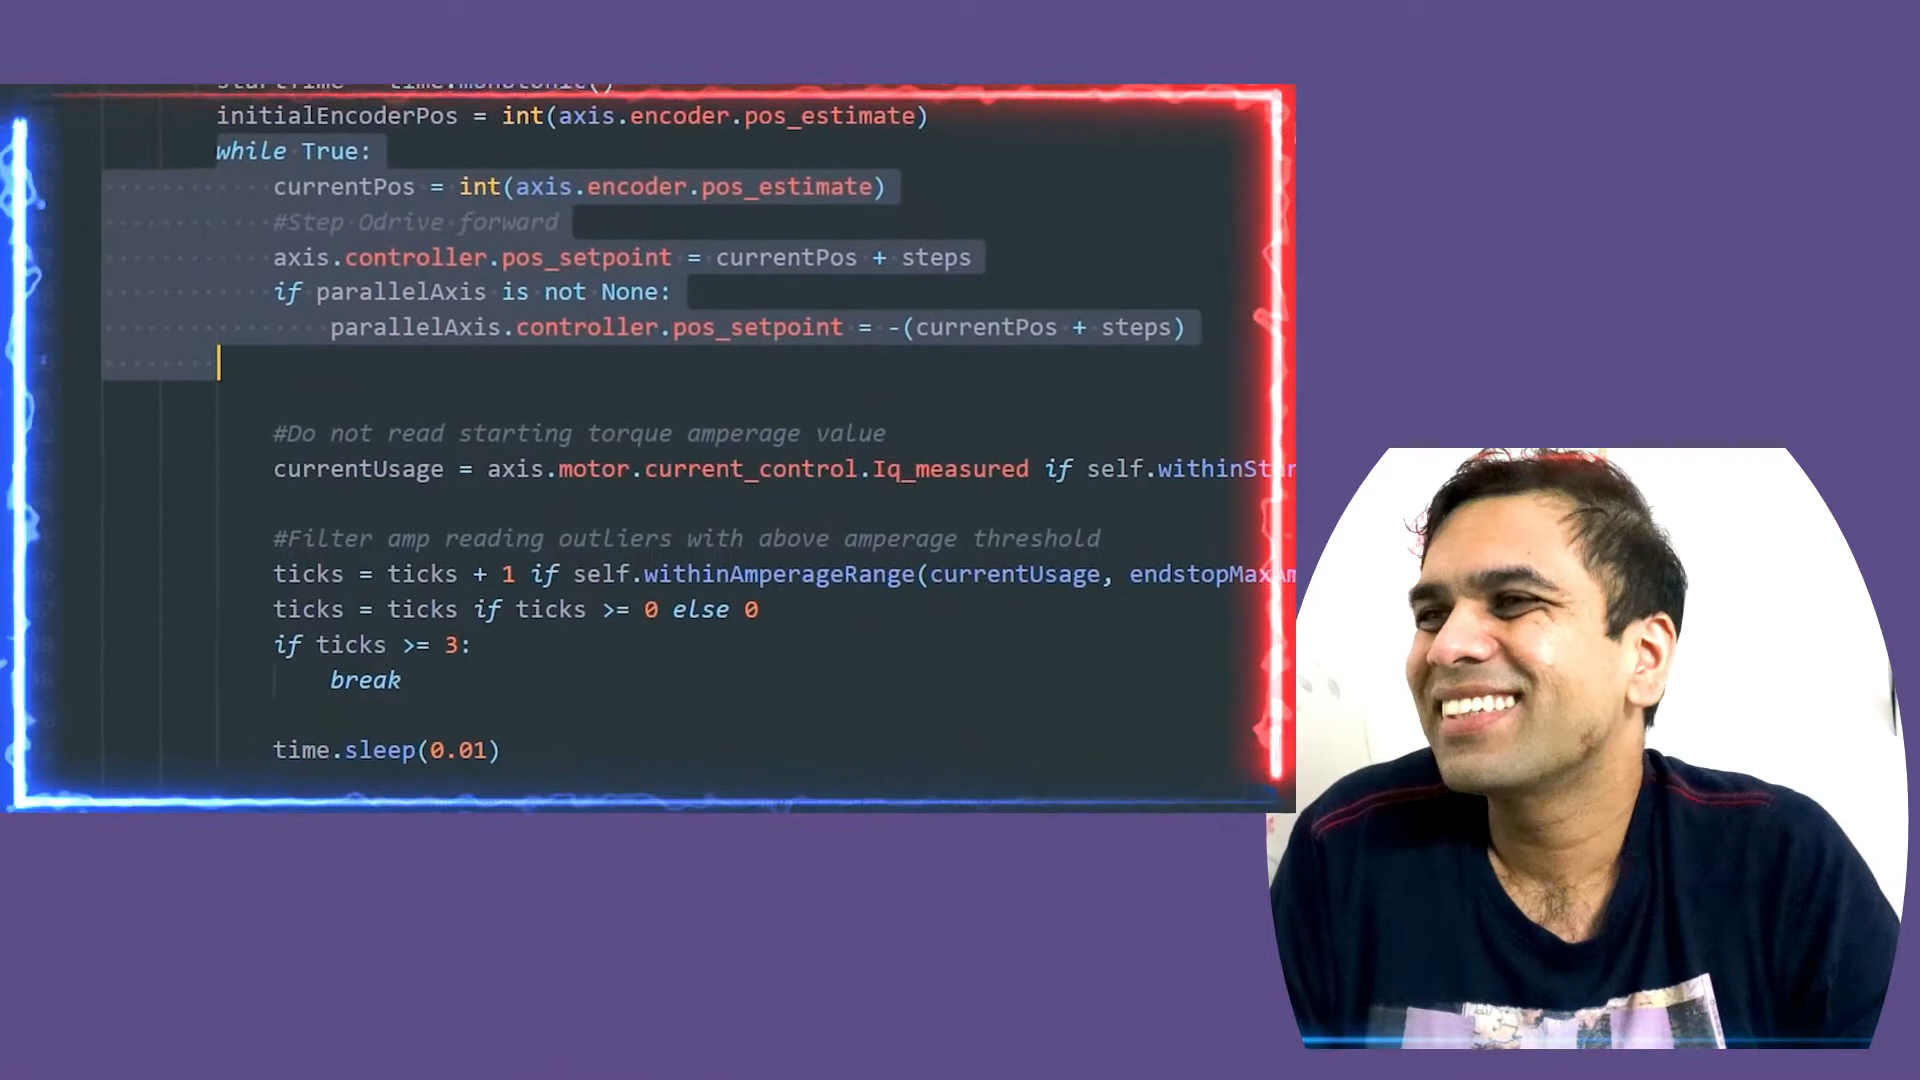 startTime = time.monotonic()
initialEncoderPos = int(axis.encoder.pos_estimate)
while True:
currentPos = int(axis.encoder.pos_estimate)
#Step Odrive forward
axis.controller.pos_setpoint = currentPos + steps
if parallelAxis is not None:
parallelAxis.controller.pos_setpoint = -(currentPos + steps)
#Do not read starting torque amperage value
currentUsage = axis.motor.current_control.Iq_measured if self.withinSt
#Filter amp reading outliers with above amperage threshold
ticks = ticks + 1 if self.withinAmperageRange(currentUsage, endstopMax
ticks = ticks if ticks >= 0 else 0
if ticks >= 3:
break
time.sleep(0.01)